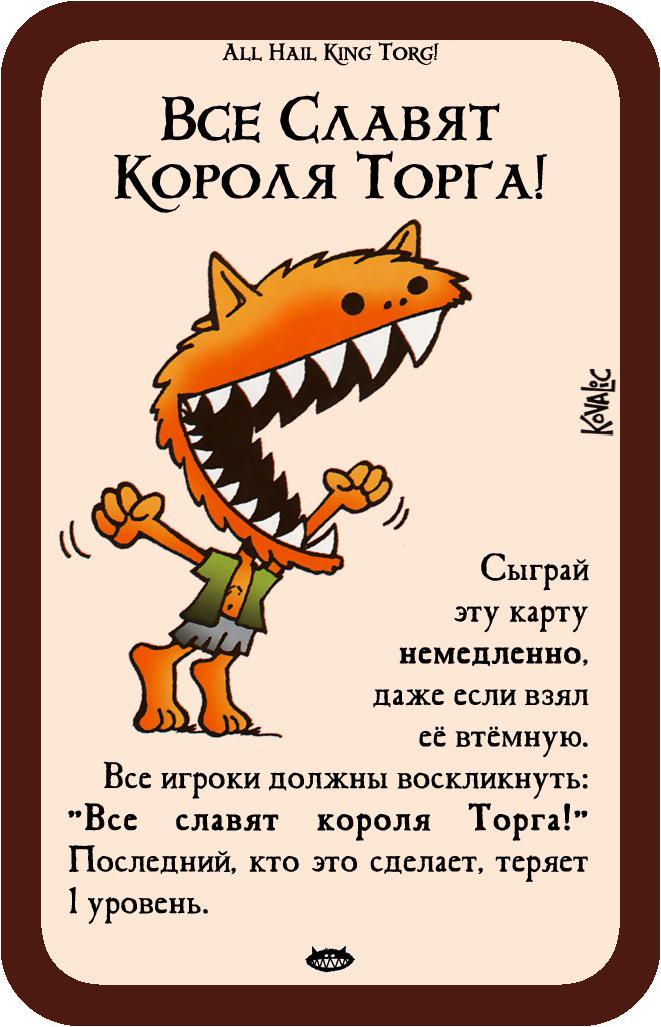 All Hail King Torg!
Все Славят
Короля Торга!
Kovalic
Сыграй
эту карту
немедленно,
даже если взял
её втёмную.
Все игроки должны воскликнуть:
"Все славят короля Торга!"
Последний, кто это сделает, теряет
1 уровень.